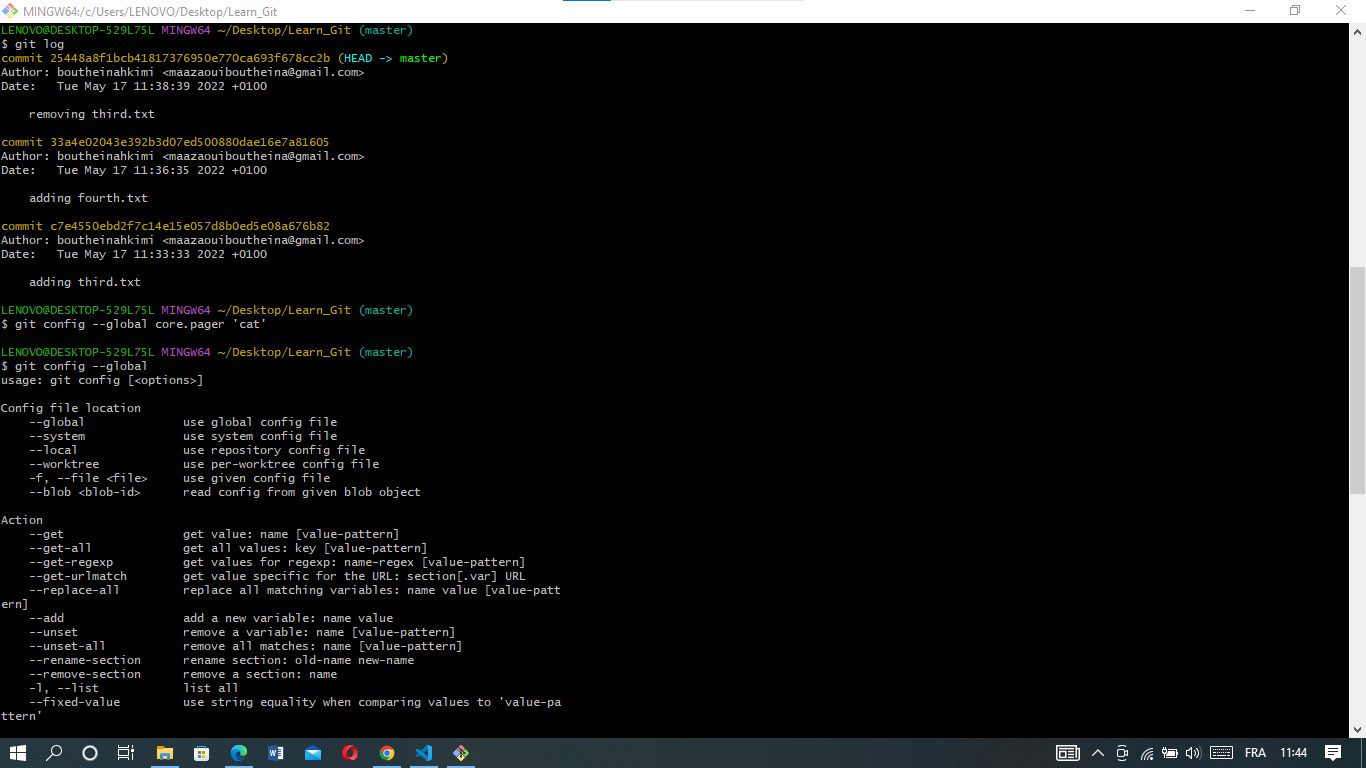 MINGW64:/c/Users/LENOVO/Desktop/Learn_Git
LENOVO@DESKTOP-529L75L MINGW64 ~/Desktop/Learn_Git (master)
$ git log
commit 25448a8f1bcb41817376950e770ca693f678cc2b (HEAD -> master)
Author: boutheinahkimi <maazaouiboutheina@gmail.com>
Date:   Tue May 17 11:38:39 2022 +0100
    removing third.txt
commit 33a4e02043e392b3d07ed500880dae16e7a81605
Author: boutheinahkimi <maazaouiboutheina@gmail.com>
Date:   Tue May 17 11:36:35 2022 +0100
    adding fourth.txt
commit c7e4550ebd2f7c14e15e057d8b0ed5e08a676b82
Author: boutheinahkimi <maazaouiboutheina@gmail.com>
Date:   Tue May 17 11:33:33 2022 +0100
    adding third.txt
LENOVO@DESKTOP-529L75L MINGW64 ~/Desktop/Learn_Git (master)
$ git config --global core.pager 'cat'
LENOVO@DESKTOP-529L75L MINGW64 ~/Desktop/Learn_Git (master)
$ git config --global
usage: git config [<options>]
Config file location
    --global              use global config file
    --system              use system config file
    --local               use repository config file
    --worktree            use per-worktree config file
    -f, --file <file>     use given config file
    --blob <blob-id>      read config from given blob object
Action
    --get                 get value: name [value-pattern]
    --get-all             get all values: key [value-pattern]
    --get-regexp          get values for regexp: name-regex [value-pattern]
    --get-urlmatch        get value specific for the URL: section[.var] URL
    --replace-all         replace all matching variables: name value [value-patt
ern]
    --add                 add a new variable: name value
    --unset               remove a variable: name [value-pattern]
    --unset-all           remove all matches: name [value-pattern]
    --rename-section      rename section: old-name new-name
    --remove-section      remove a section: name
    -l, --list            list all
    --fixed-value         use string equality when comparing values to 'value-pa
ttern'
FRA 11:44